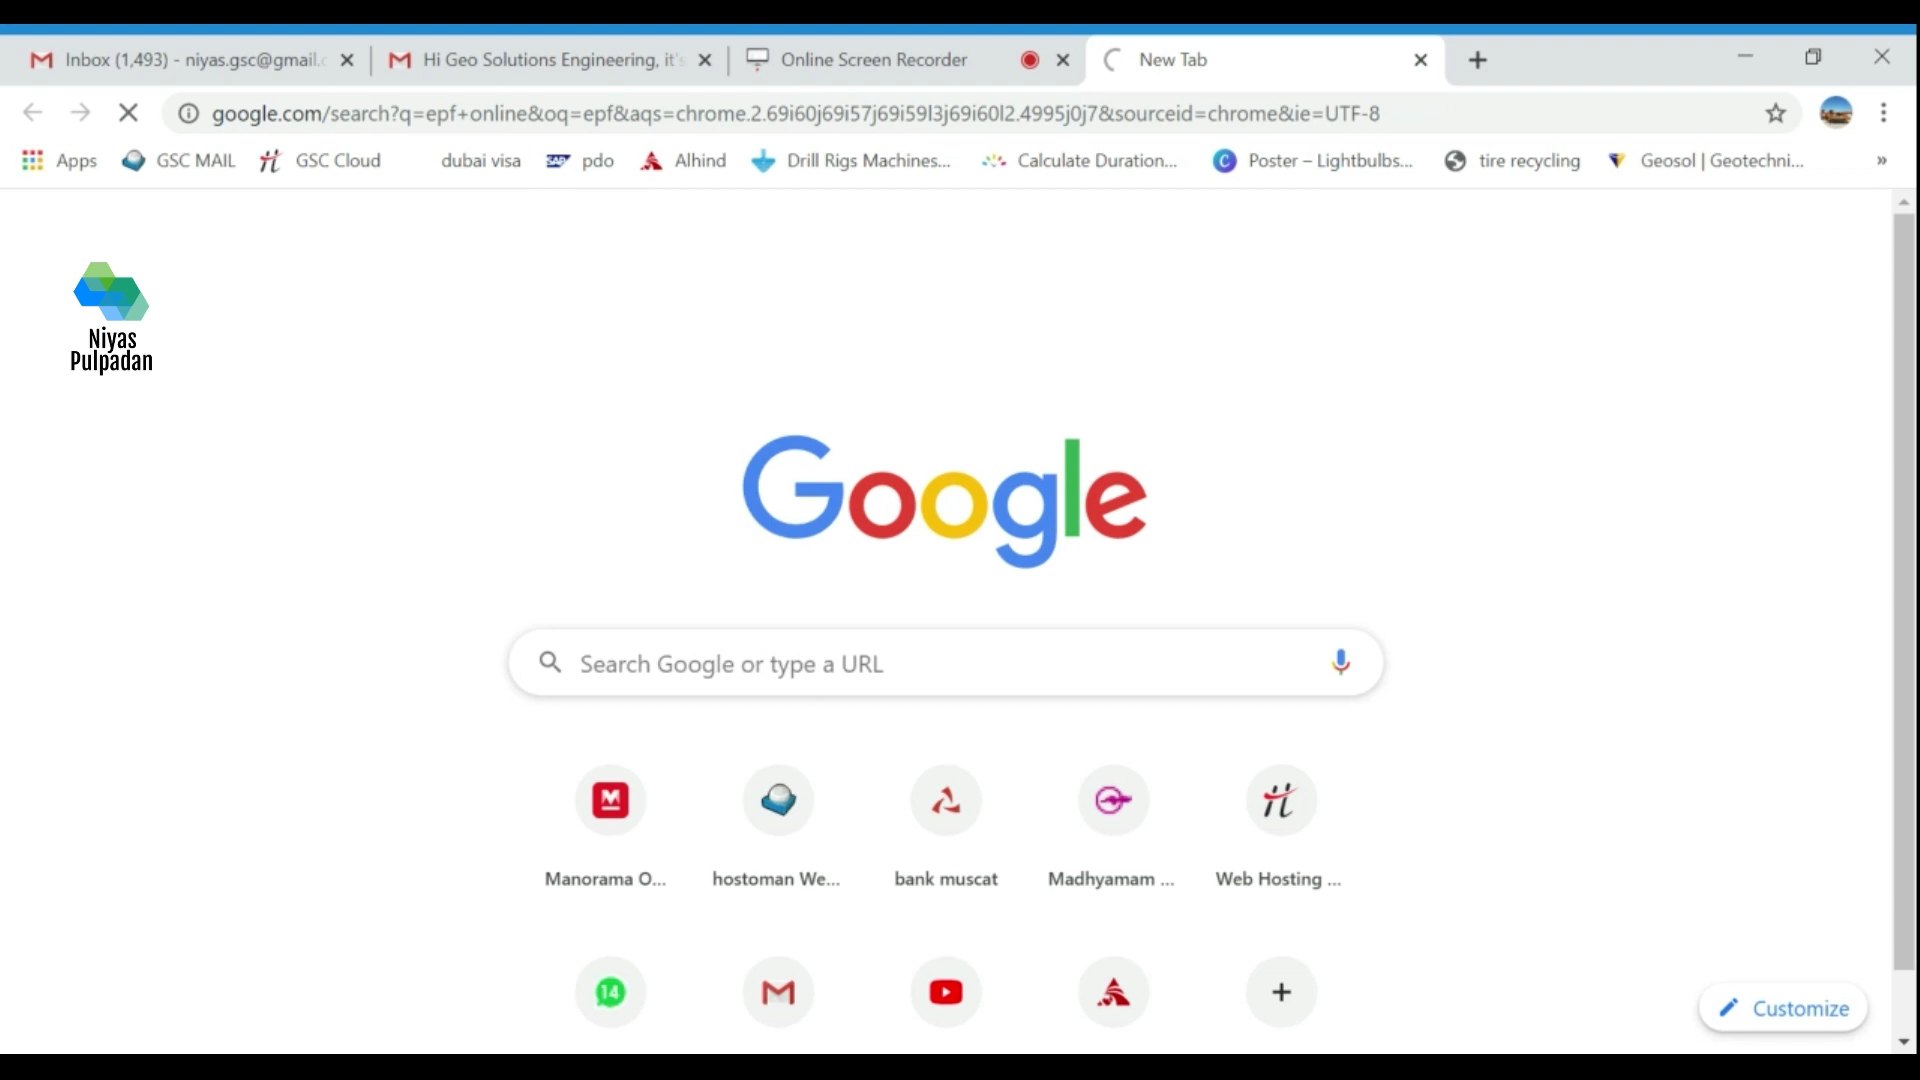 Inbox (1,493) - niyas.gsc@gmail.c
Hi Geo Solutions Engineering, it's
Online Screen Recorder
New Tab
google.com/search?q=epf+online&oq=epf&aqs=chrome.2.69i60j69i57j69i59l3j69i60l2.4995j0j7&sourceid=chrome&ie=UTF-8
Apps
GSC MAIL
GSC Cloud
dubai visa
SAP
pdo
Alhind
Drill Rigs Machines...
Calculate Duration...
C
Poster – Lightbulbs...
tire recycling
Geosol | Geotechni...
»
Niyas
Pulpadan
Google
Search Google or type a URL
Manorama O...
hostoman We...
bank muscat
Madhyamam ...
Web Hosting ...
14
Customize